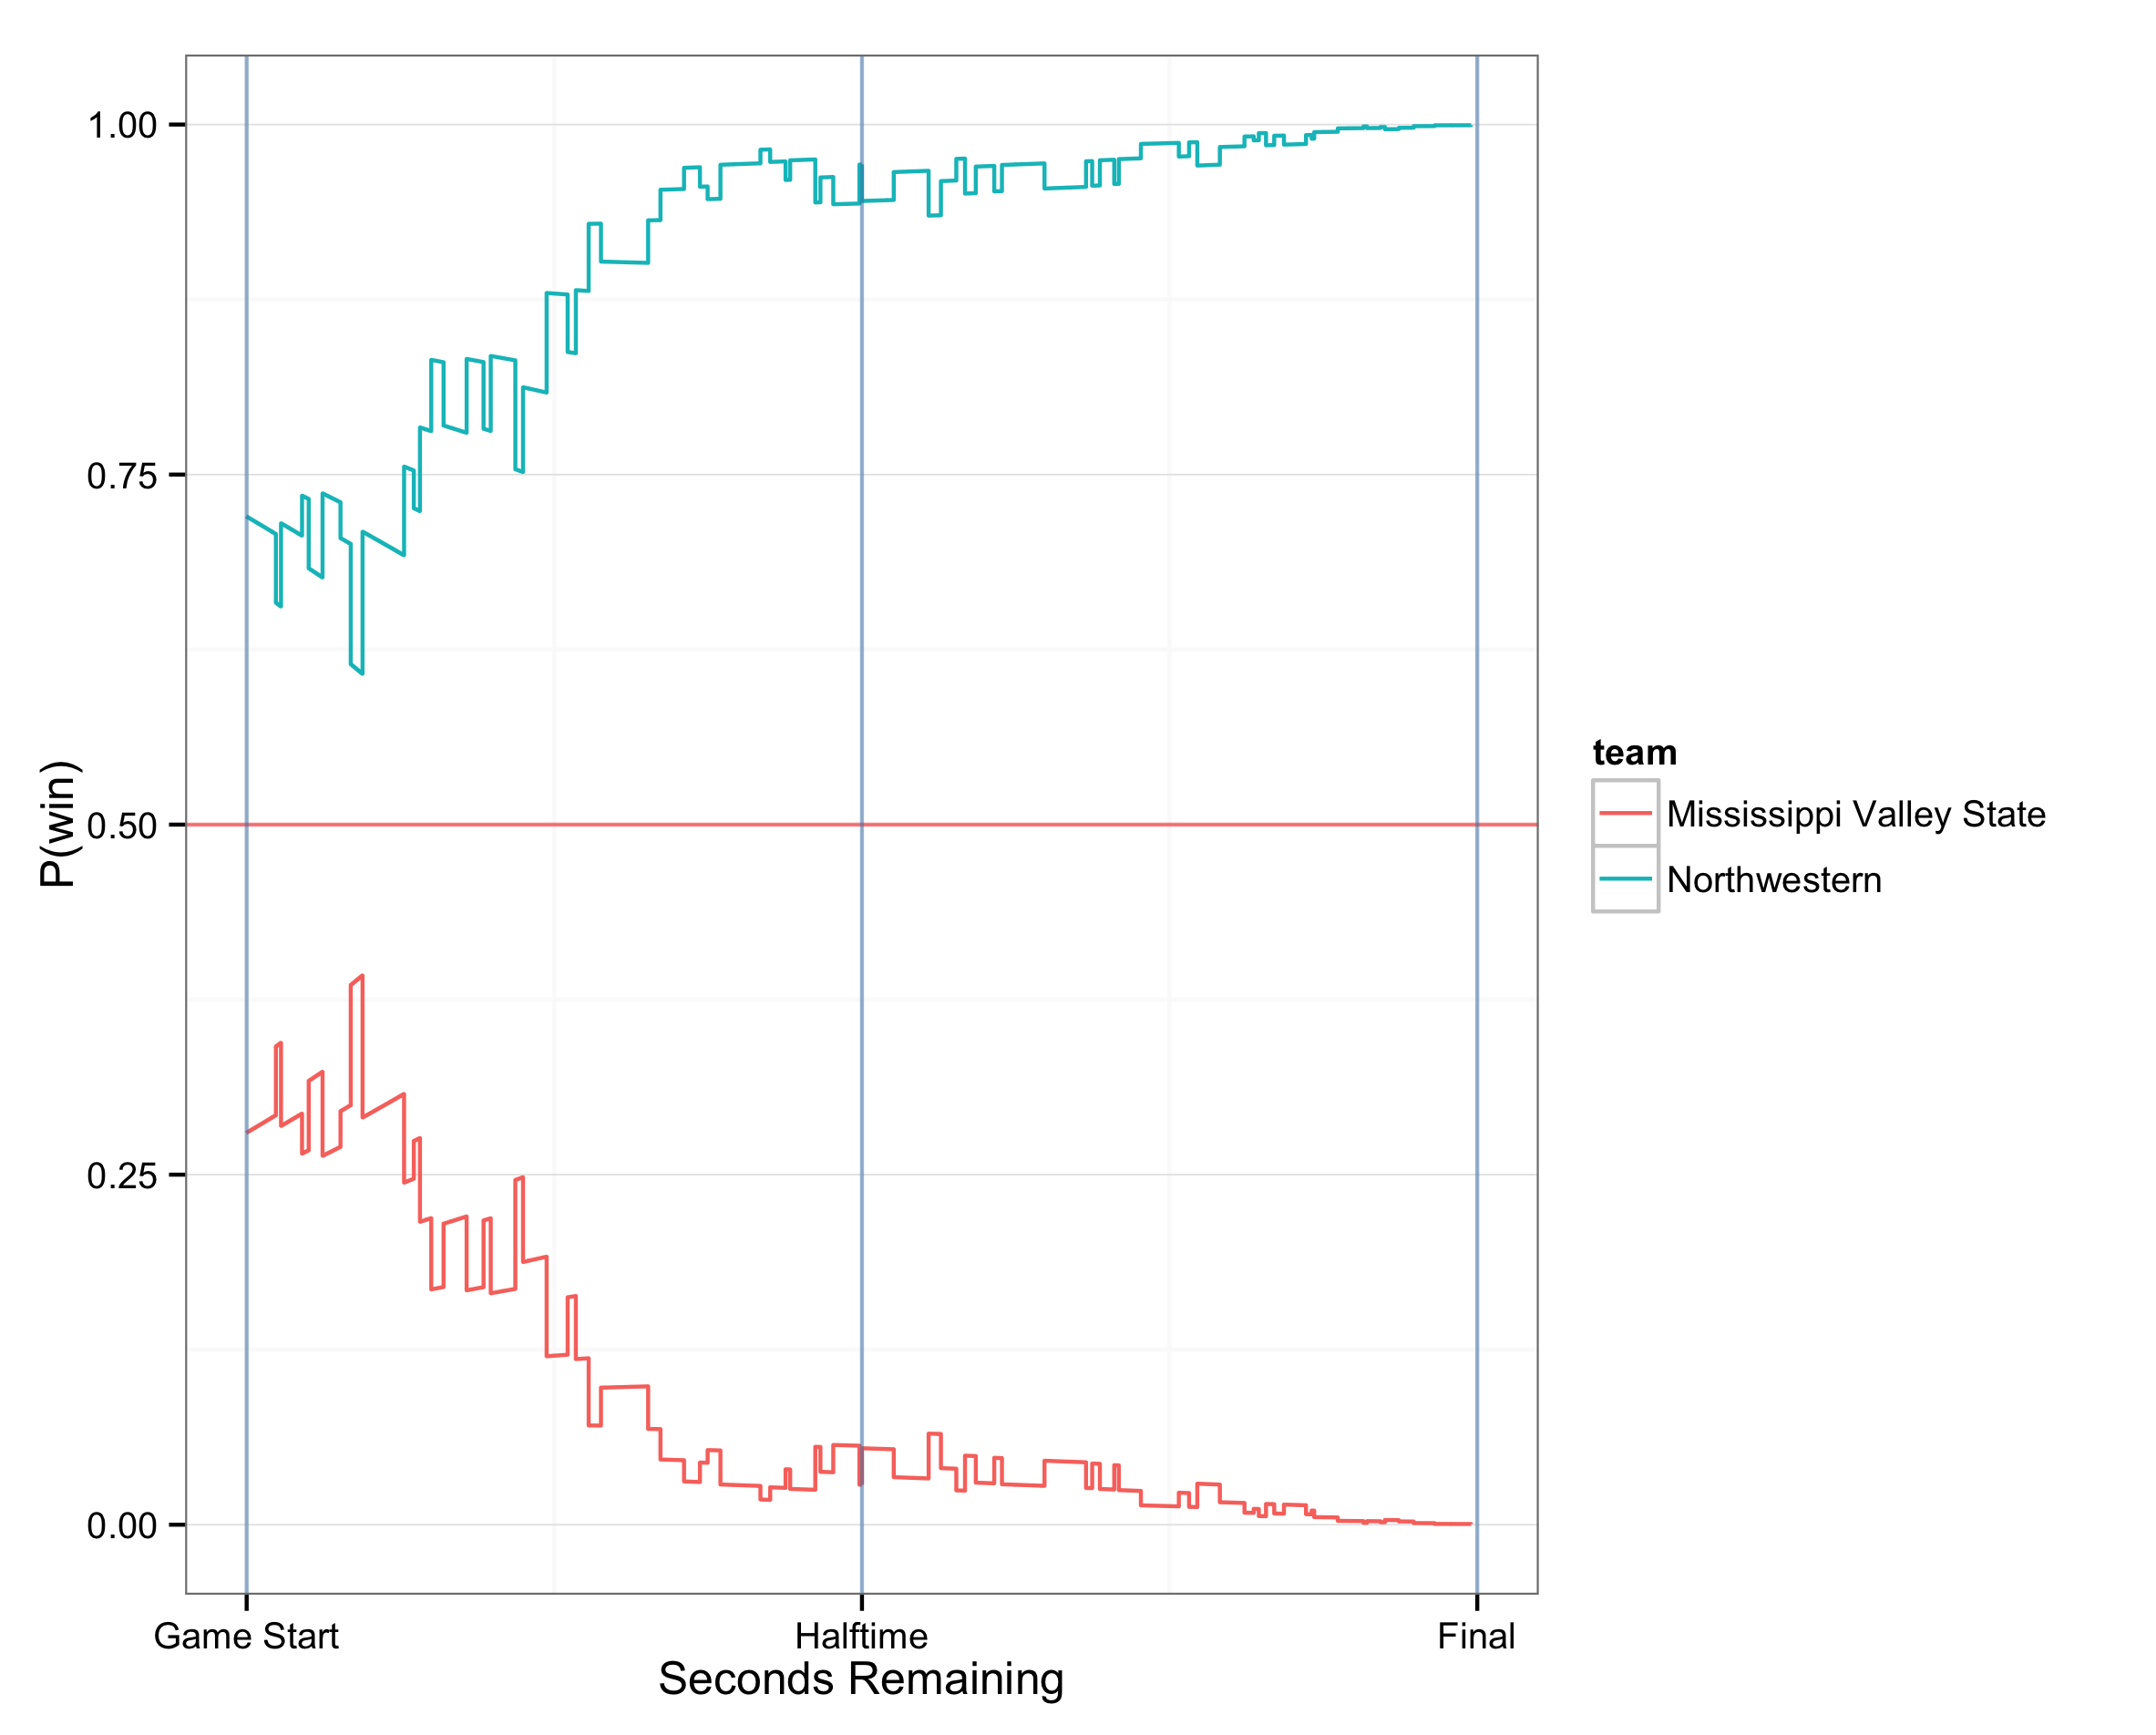 1.00
0.75
0.50
0.25
0.00
P(win)
Game Start
Halftime
Final
Seconds Remaining
team
Mississippi Valley State
Northwestern